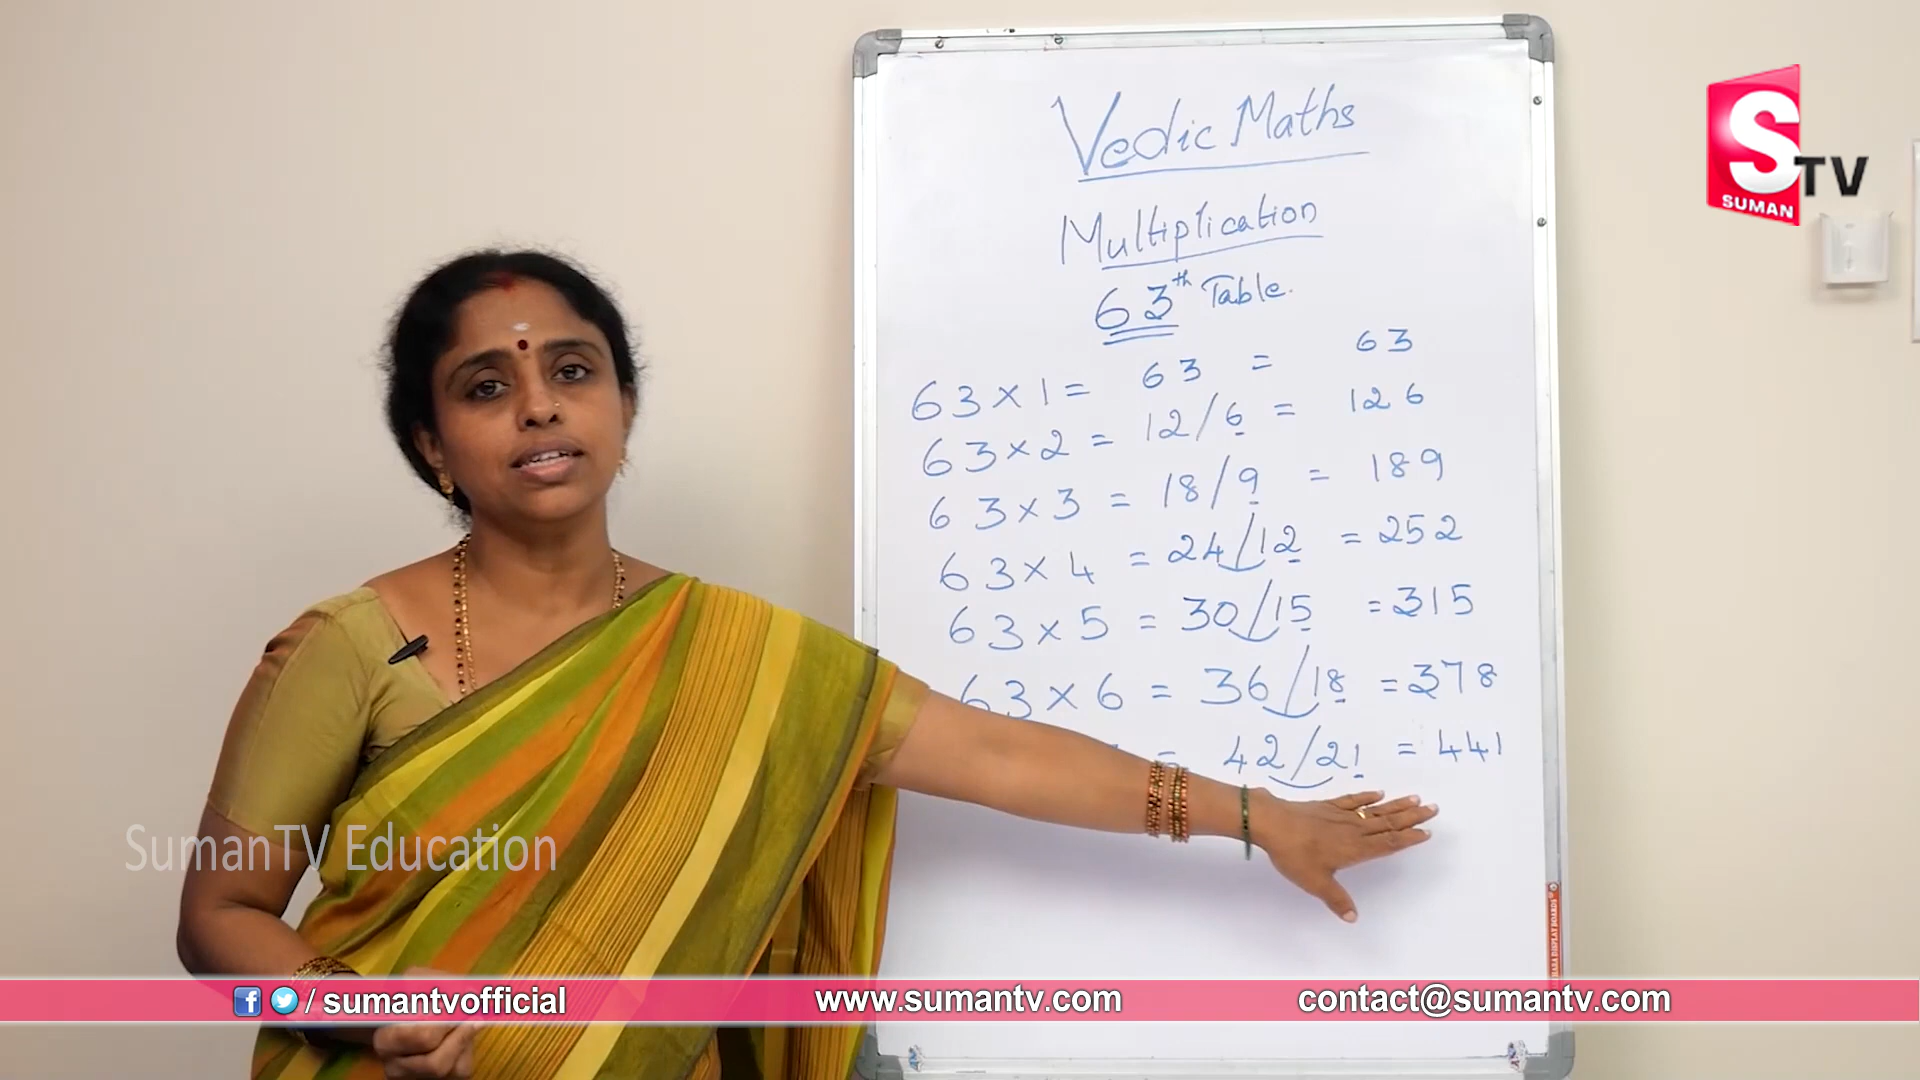 Vedic Maths
Multiplication
63th Table.
63 × 1 = 63 = 63
63 × 2 = 12/6 = 126
63 × 3 = 18/9 = 189
63 × 4 = 24/12 = 252
63 × 5 = 30/15 = 315
63 × 6 = 36/18 = 378
= 42/21 = 441
S TV
SUMAN
SumanTV Education
/ sumantvofficial
www.sumantv.com
contact@sumantv.com